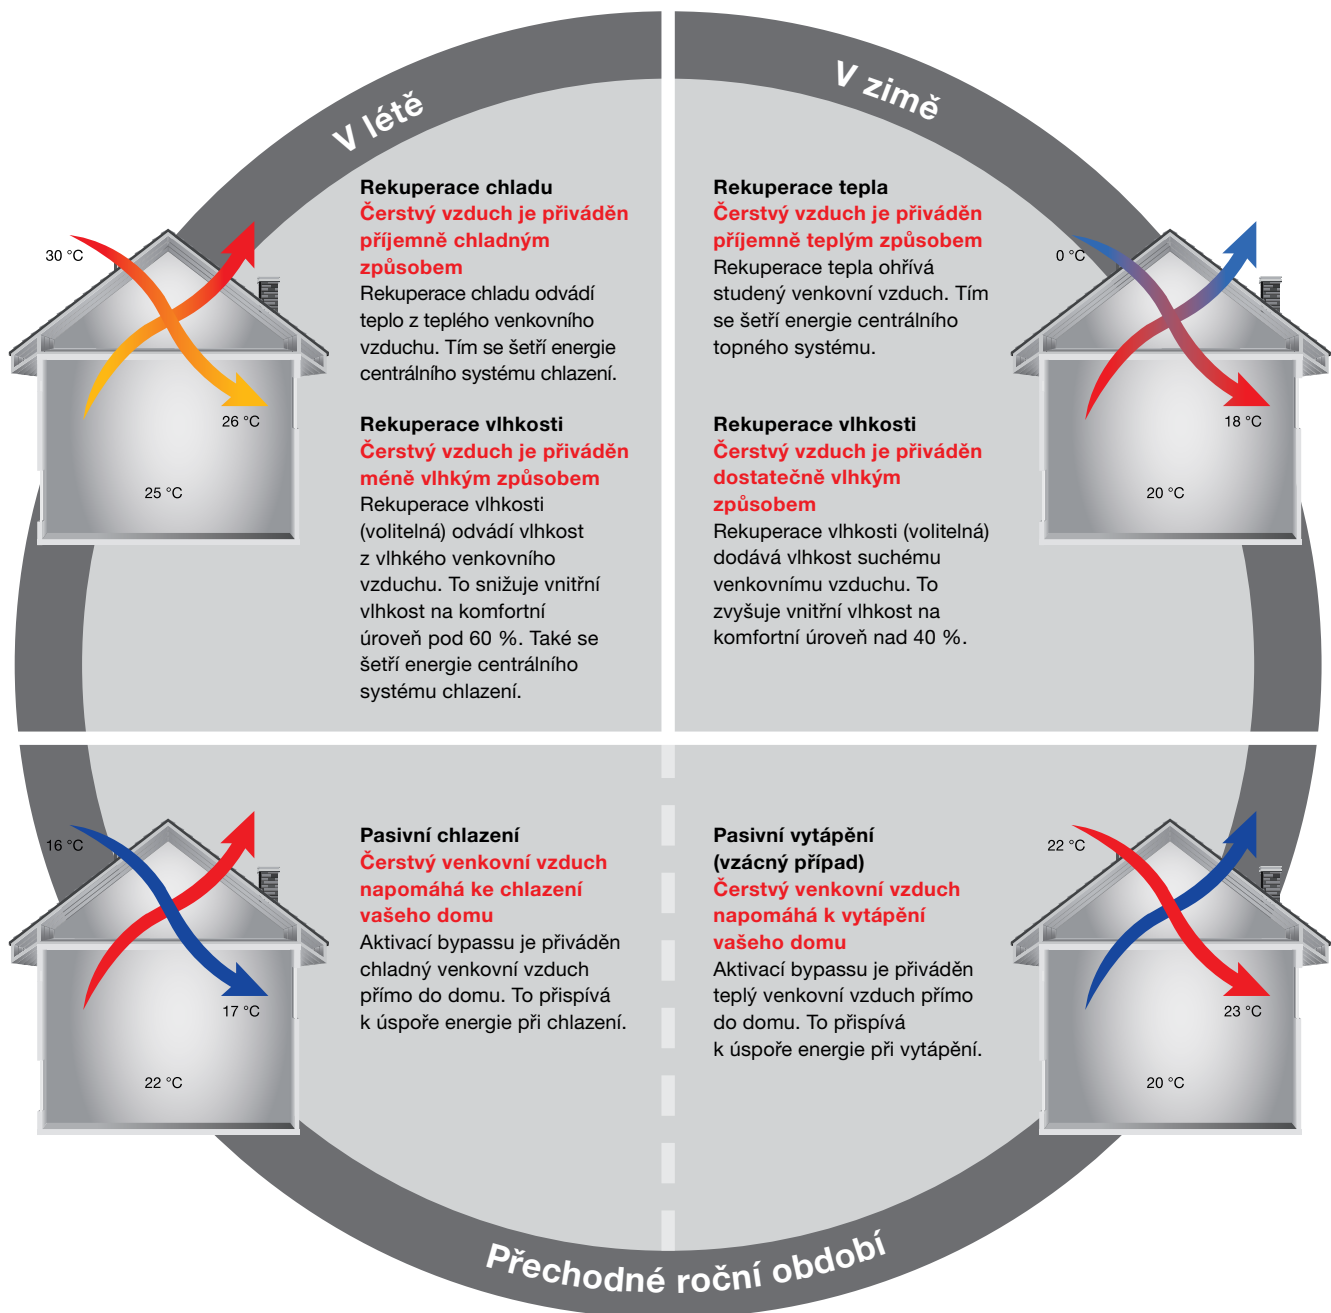 V létě
30 °C
26 °C
25 °C
Rekuperace chladu
Čerstvý vzduch je přiváděn
příjemně chladným
způsobem
Rekuperace chladu odvádí
teplo z teplého venkovního
vzduchu. Tím se šetří energie
centrálního systému chlazení.
Rekuperace vlhkosti
Čerstvý vzduch je přiváděn
méně vlhkým způsobem
Rekuperace vlhkosti
(volitelná) odvádí vlhkost
z vlhkého venkovního
vzduchu. To snižuje vnitřní
vlhkost na komfortní
úroveň pod 60 %. Také se
šetří energie centrálního
systému chlazení.
V zimě
Rekuperace tepla
Čerstvý vzduch je přiváděn
příjemně teplým způsobem
Rekuperace tepla ohřívá
studený venkovní vzduch. Tím
se šetří energie centrálního
topného systému.
Rekuperace vlhkosti
Čerstvý vzduch je přiváděn
dostatečně vlhkým
způsobem
Rekuperace vlhkosti (volitelná)
dodává vlhkost suchému
venkovnímu vzduchu. To
zvyšuje vnitřní vlhkost na
komfortní úroveň nad 40 %.
0 °C
18 °C
20 °C
16 °C
17 °C
22 °C
Pasivní chlazení
Čerstvý venkovní vzduch
napomáhá ke chlazení
vašeho domu
Aktivací bypassu je přiváděn
chladný venkovní vzduch
přímo do domu. To přispívá
k úspoře energie při chlazení.
Pasivní vytápění
(vzácný případ)
Čerstvý venkovní vzduch
napomáhá k vytápění
vašeho domu
Aktivací bypassu je přiváděn
teplý venkovní vzduch přímo
do domu. To přispívá
k úspoře energie při vytápění.
22 °C
23 °C
20 °C
Přechodné roční období